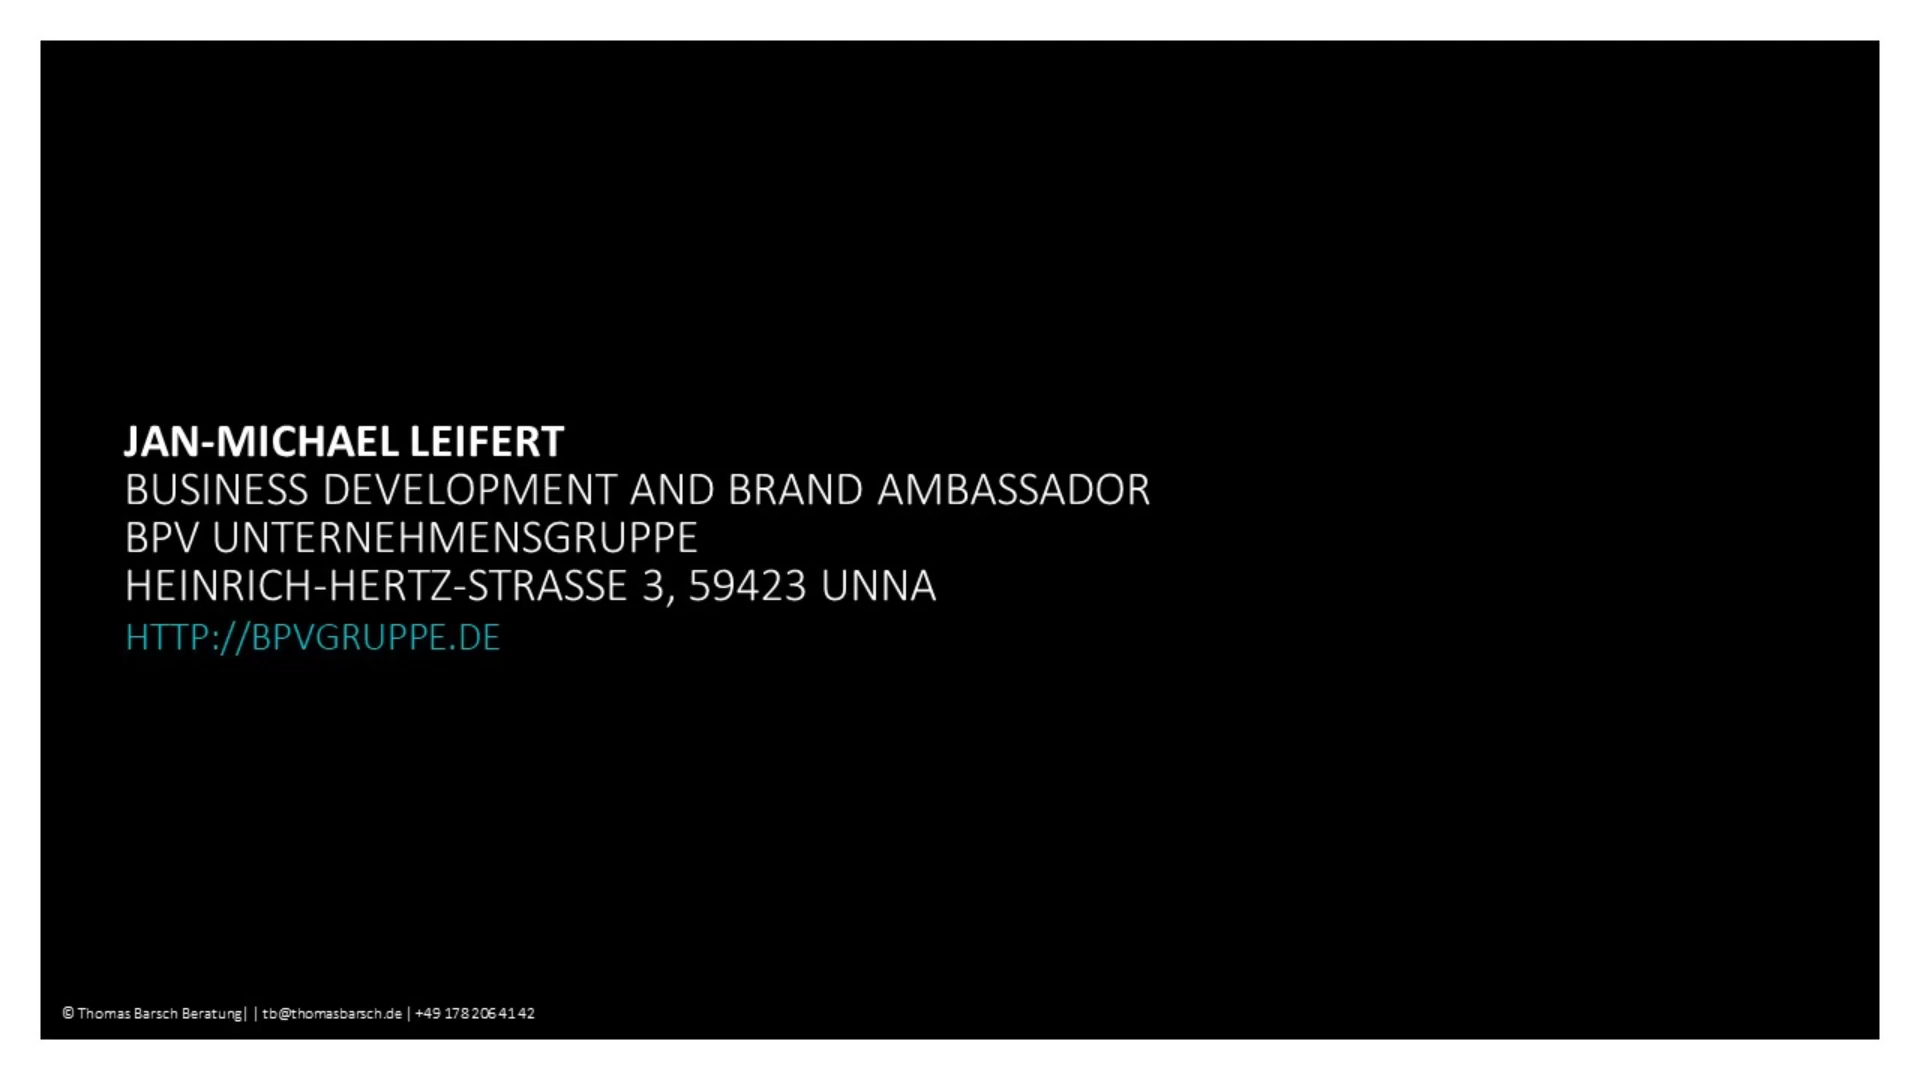 JAN-MICHAEL LEIFERT
BUSINESS DEVELOPMENT AND BRAND AMBASSADOR
BPV UNTERNEHMENSGRUPPE
HEINRICH-HERTZ-STRASSE 3, 59423 UNNA
HTTP://BPVGRUPPE.DE
© Thomas Barsch Beratung| | tb@thomasbarsch.de | +49 178 206 41 42